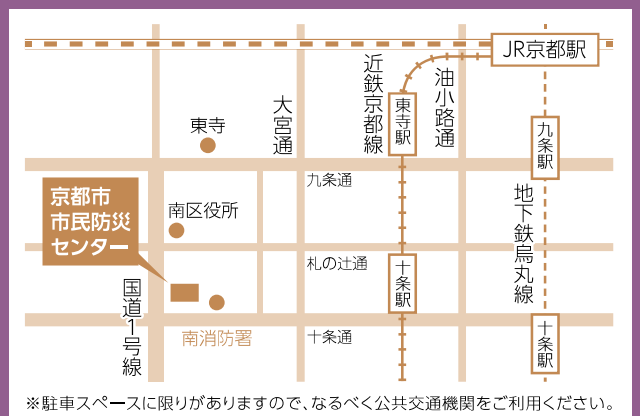 JR京都駅
近鉄京都線
油小路通
大宮通
東寺
東寺駅
九条駅
九条通
京都市
市民防災
センター
南区役所
地下鉄烏丸線
札の辻通
十条駅
国道1号線
南消防署
十条通
十条駅
※駐車スペースに限りがありますので、なるべく公共交通機関をご利用ください。